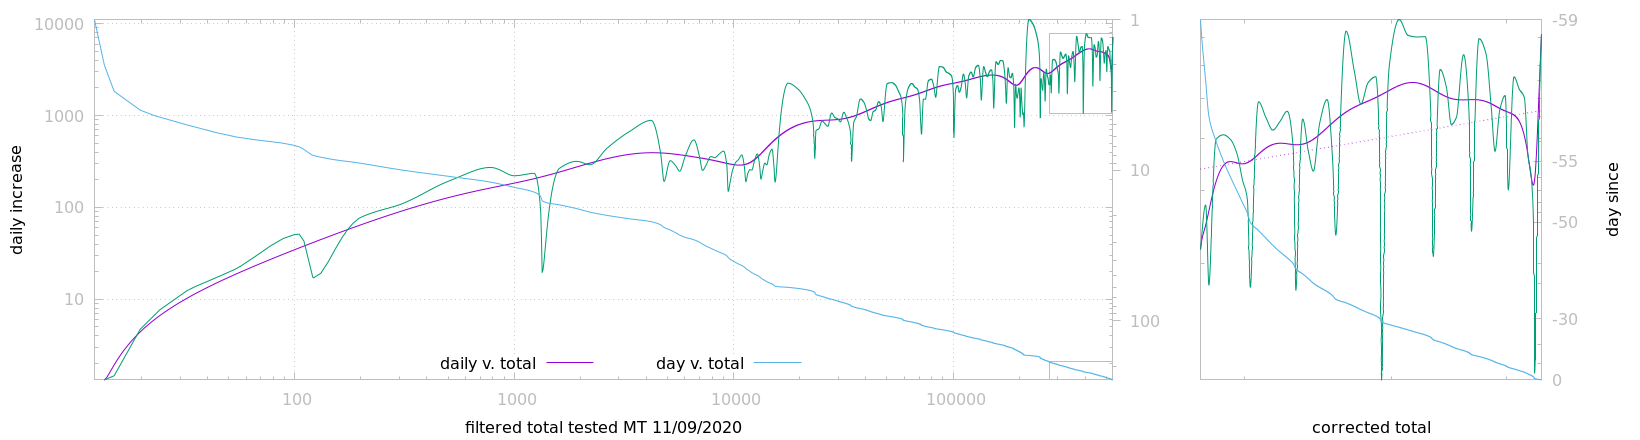 10000
1000
100
10
daily increase
1
10
100
daily v. total
day v. total
100
1000
10000
100000
filtered total tested MT 11/09/2020
-59
-55
-50
-30
0
day since
corrected total